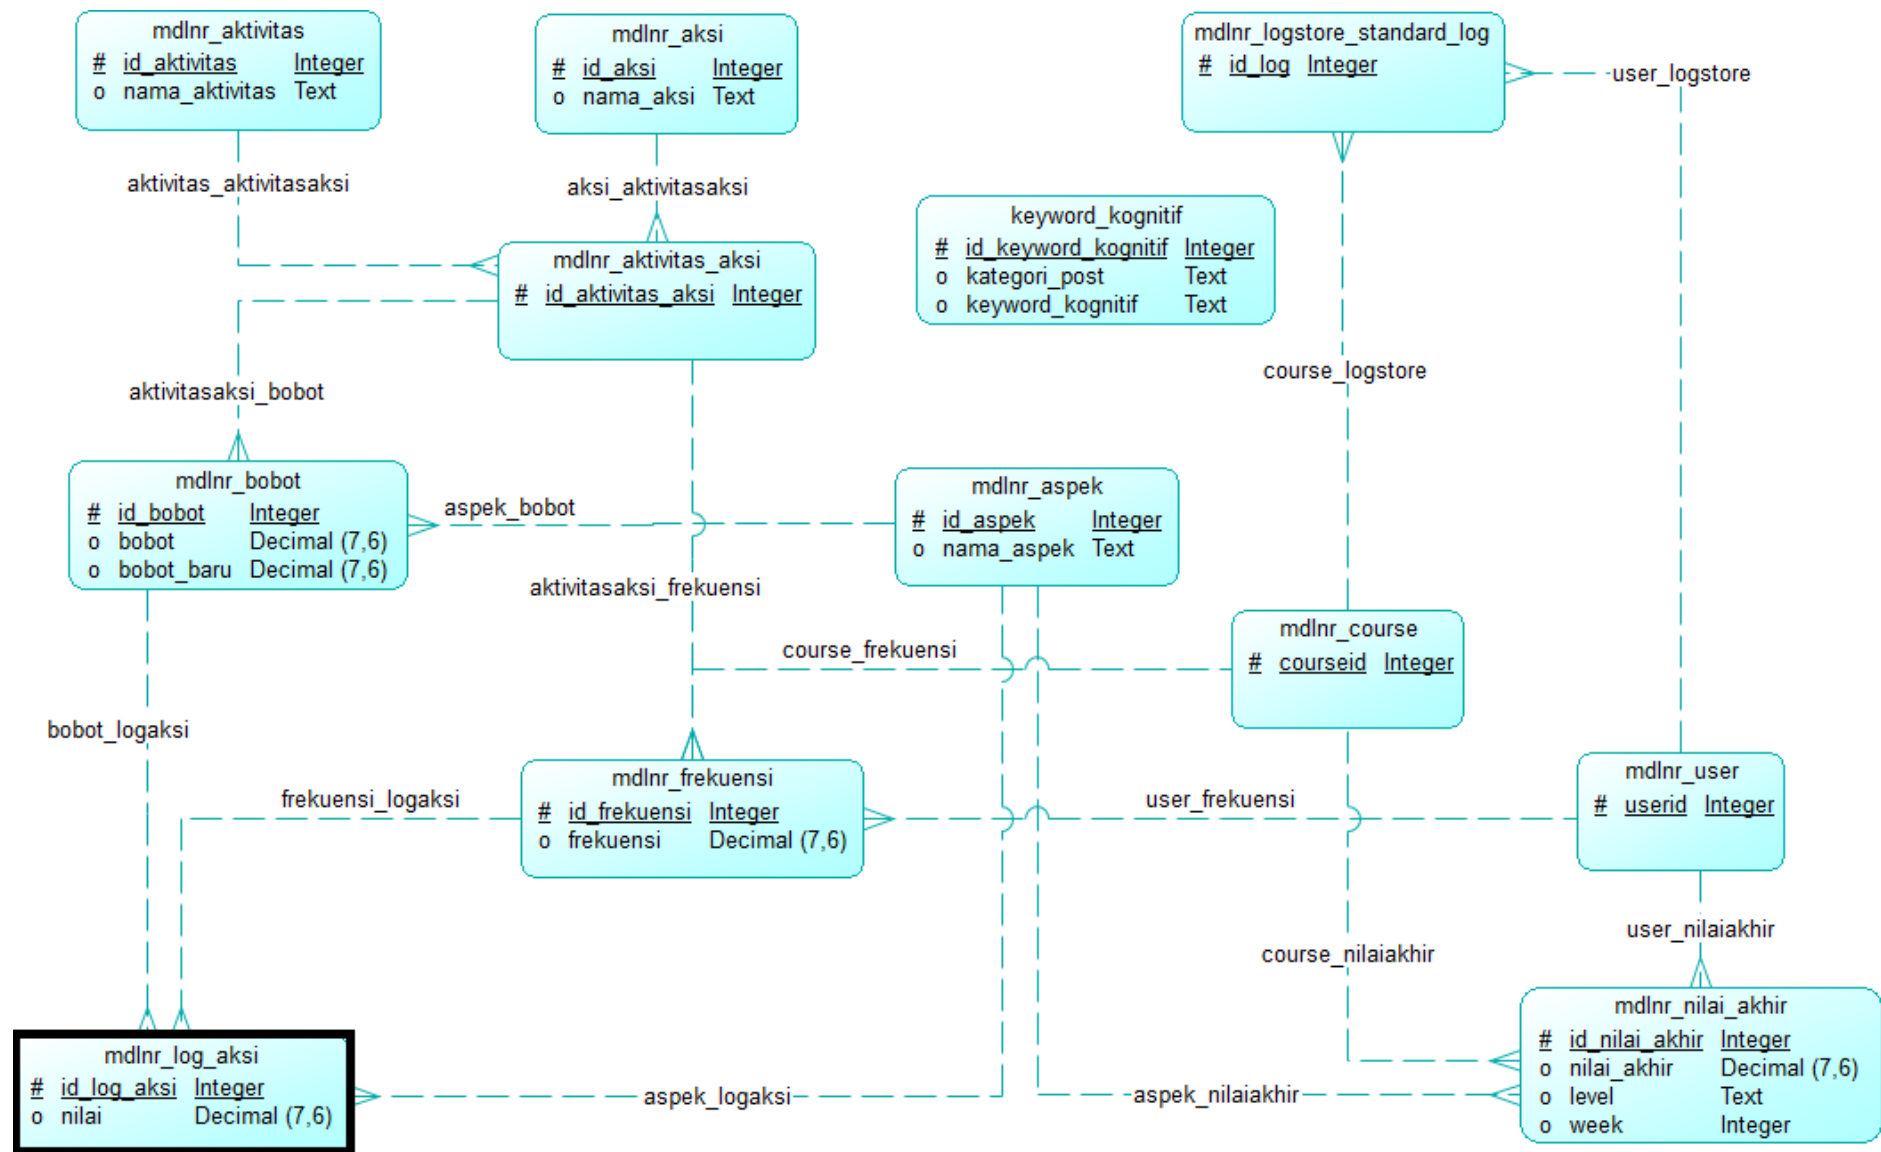 mdlnr_aktivitas
# id_aktivitas Integer
o nama_aktivitas Text
mdlnr_aksi
# id_aksi Integer
o nama_aksi Text
mdlnr_logstore_standard_log
# id_log Integer
user_logstore
aktivitas_aktivitasaksi
aksi_aktivitasaksi
keyword_kognitif
# id_keyword_kognitif Integer
o kategori_post Text
o keyword_kognitif Text
mdlnr_aktivitas_aksi
# id_aktivitas_aksi Integer
course_logstore
aktivitasaksi_bobot
mdlnr_bobot
# id_bobot Integer
o bobot Decimal (7,6)
o bobot_baru Decimal (7,6)
aspek_bobot
mdlnr_aspek
# id_aspek Integer
o nama_aspek Text
aktivitasaksi_frekuensi
course_frekuensi
mdlnr_course
# courseid Integer
bobot_logaksi
mdlnr_frekuensi
# id_frekuensi Integer
o frekuensi Decimal (7,6)
frekuensi_logaksi
user_frekuensi
mdlnr_user
# userid Integer
user_nilaiakhir
course_nilaiakhir
mdlnr_log_aksi
# id_log_aksi Integer
o nilai Decimal (7,6)
aspek_logaksi
aspek_nilaiakhir
mdlnr_nilai_akhir
# id_nilai_akhir Integer
o nilai_akhir Decimal (7,6)
o level Text
o week Integer